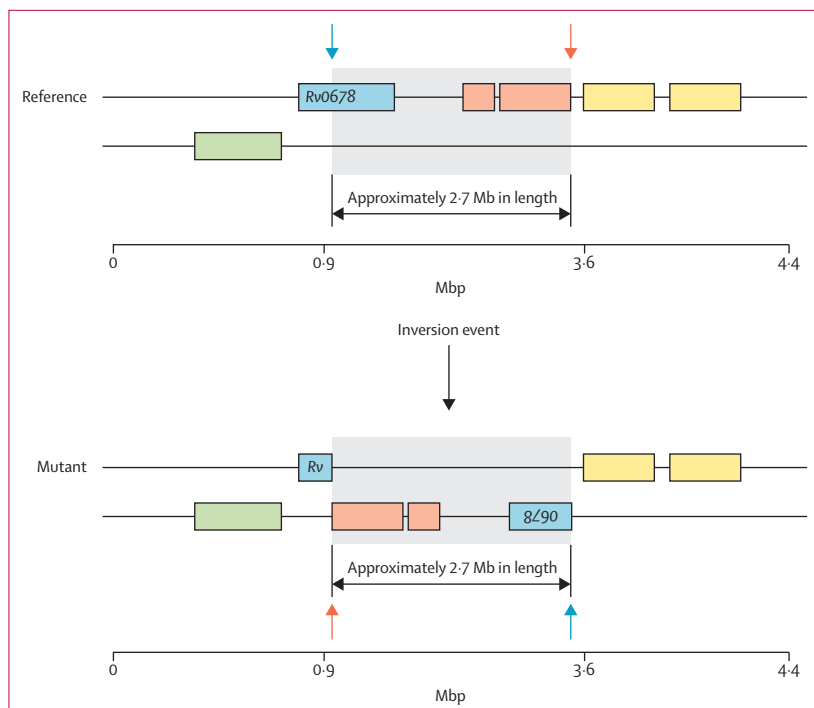 Reference
Rv0678
Approximately 2·7 Mb in length
0 0·9 3·6 4·4
Mbp
Inversion event
Mutant
Rv
0678
Approximately 2·7 Mb in length
0 0·9 3·6 4·4
Mbp